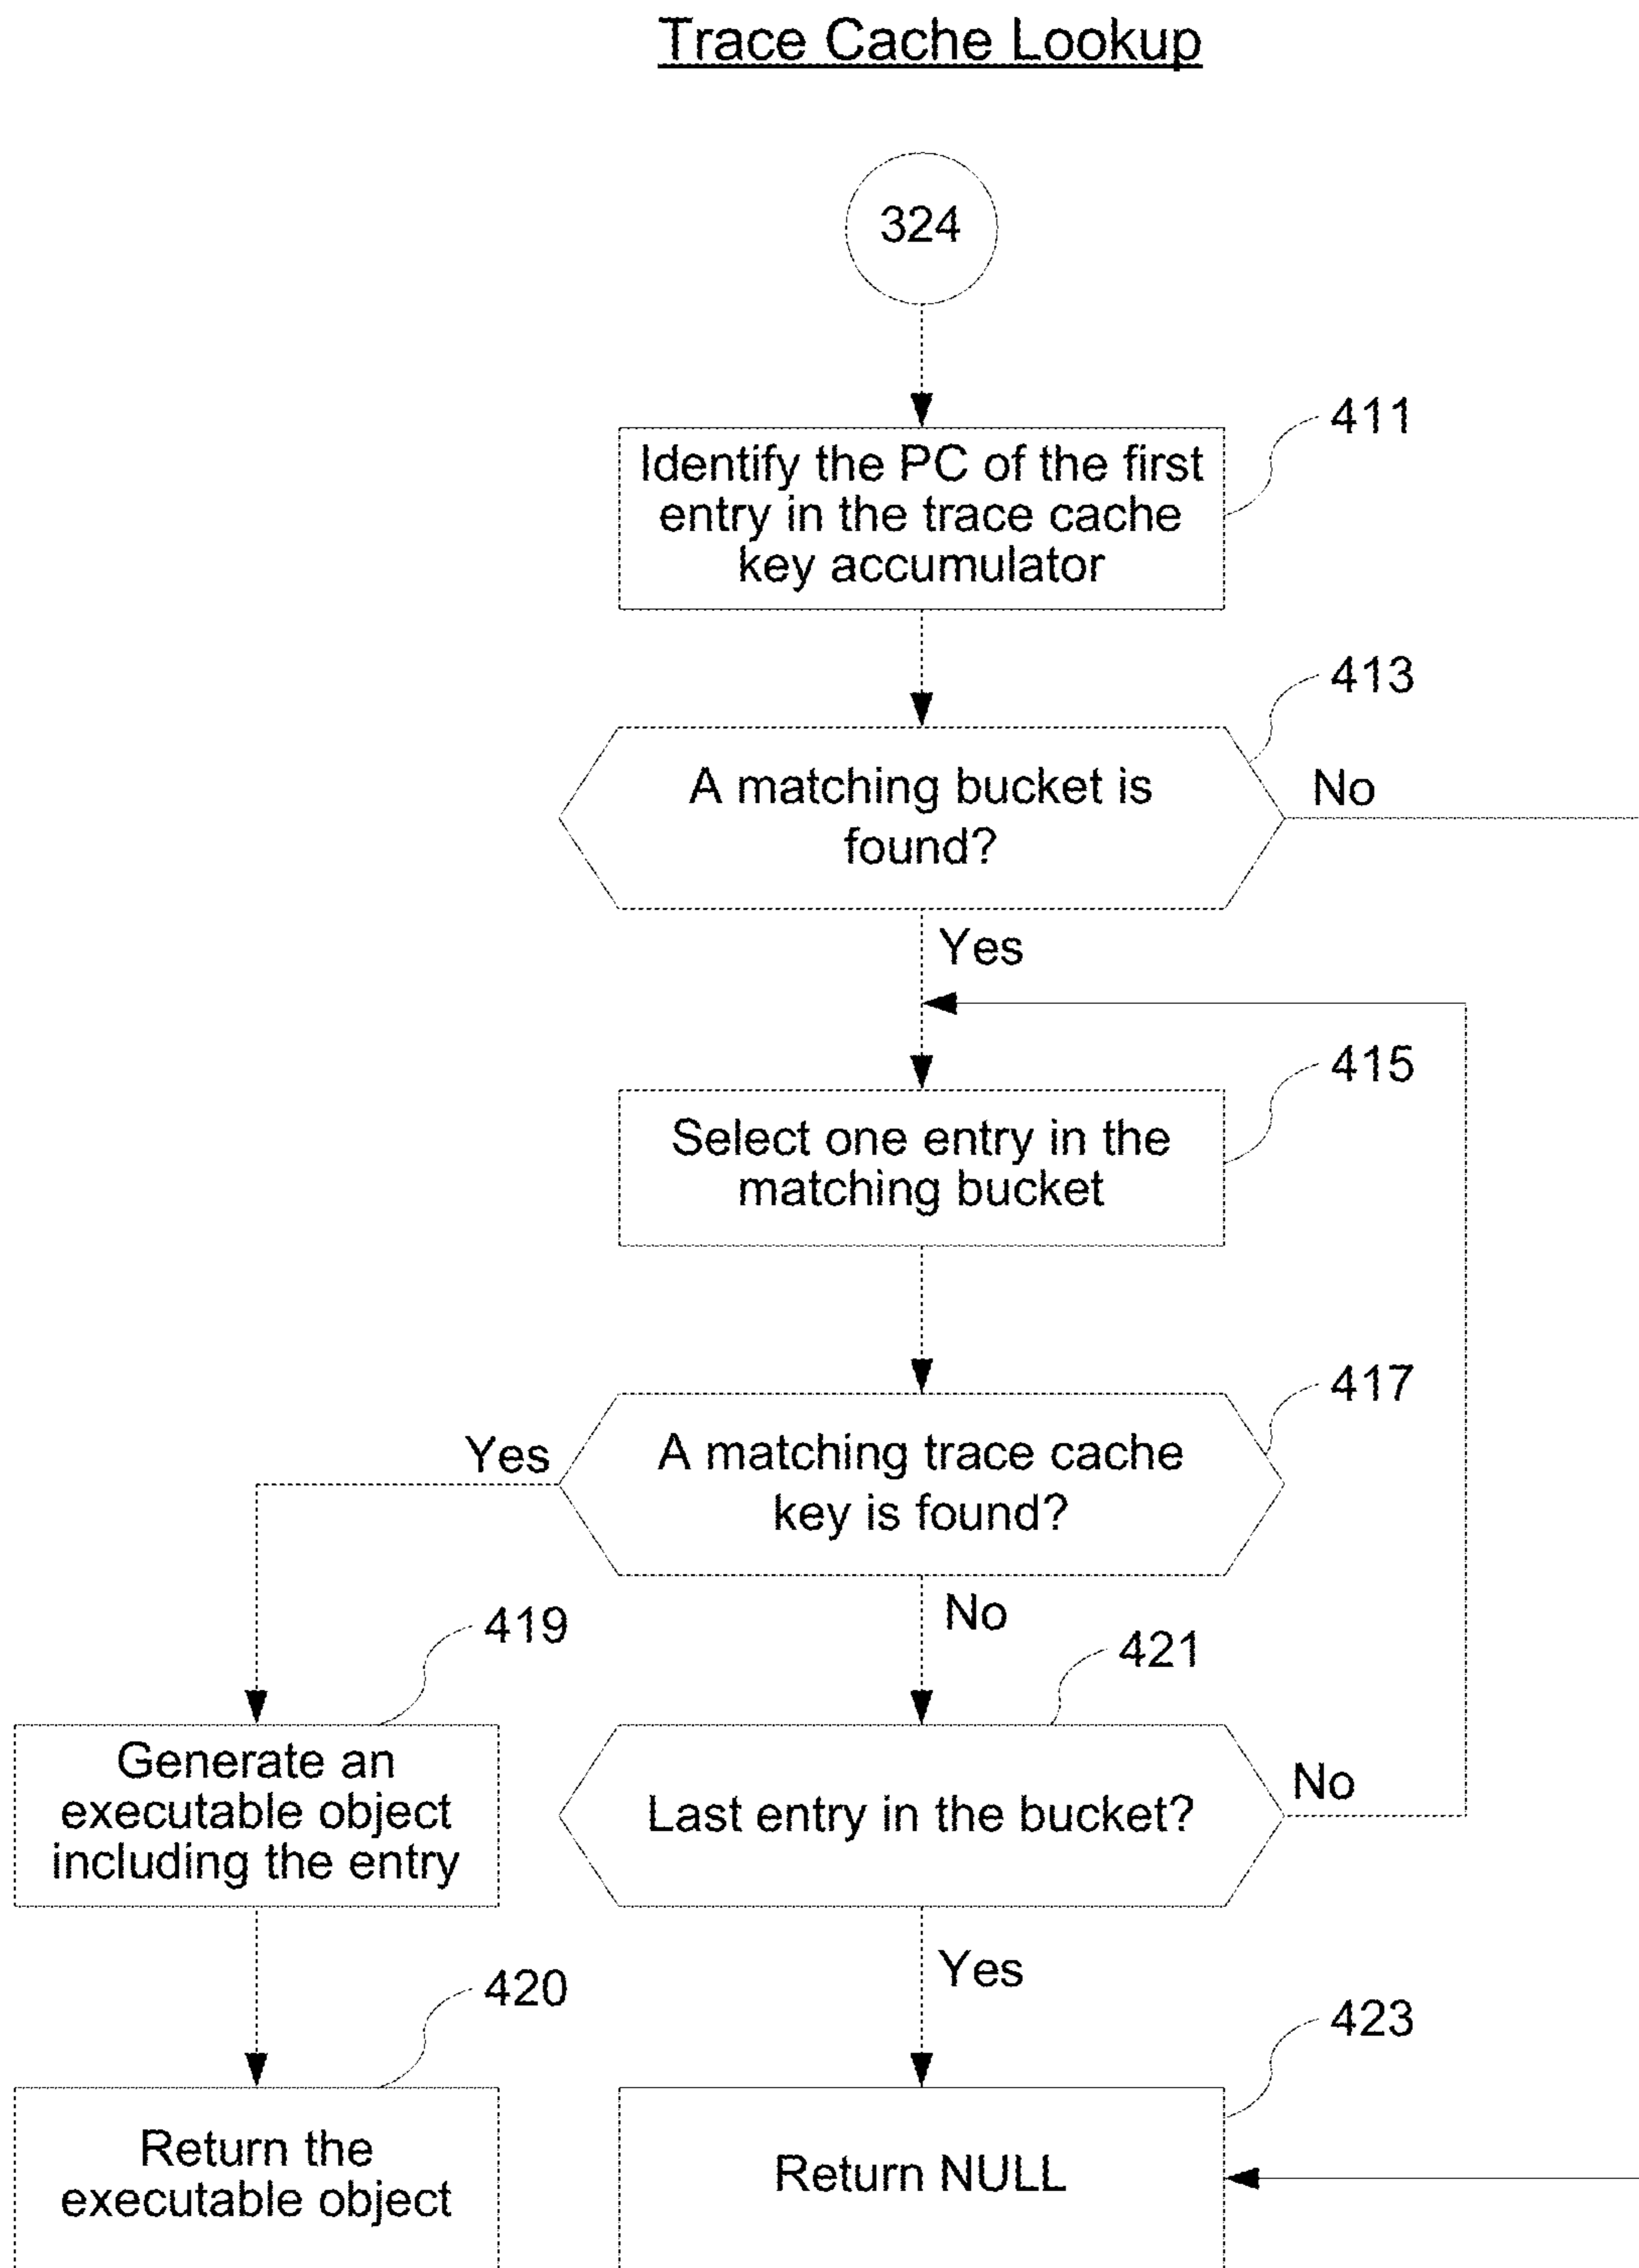 Trace Cache Lookup
324
411
Identify the PC of the first
entry in the trace cache
key accumulator
413
A matching bucket is
found?
No
Yes
415
Select one entry in the
matching bucket
417
A matching trace cache
key is found?
Yes
No
419
421
Generate an
executable object
including the entry
Last entry in the bucket?
No
Yes
420
423
Return the
executable object
Return NULL